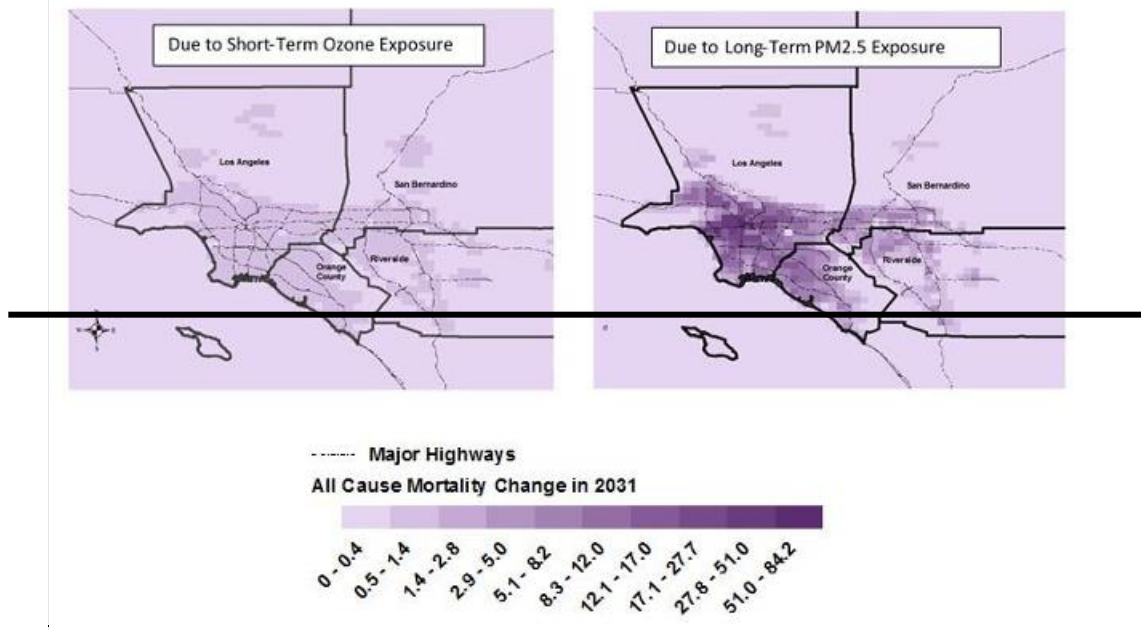 Due to Short-Term Ozone Exposure
Due to Long-Term PM2.5 Exposure
Los Angeles
San Bernardino
Orange
County
Riverside
Los Angeles
San Bernardino
Orange
County
Riverside
Major Highways
All Cause Mortality Change in 2031
0 - 0.4
0.5 - 1.4
1.4 - 2.8
2.9 - 5.0
5.1 - 8.2
8.3 - 12.0
12.1 - 17.0
17.1 - 27.7
27.8 - 51.0
51.0 - 84.2